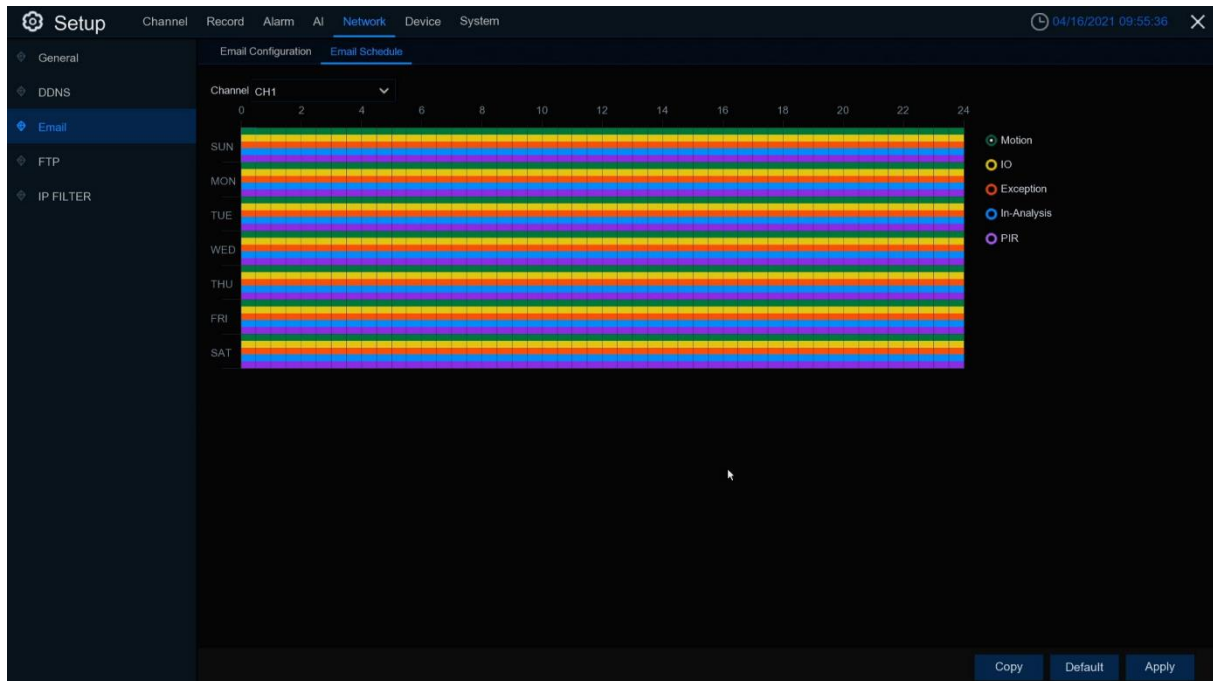 Setup Channel Record Alarm AI Network Device System 04/16/2021 09:55:36
General
DDNS
Email
FTP
IP FILTER
Email Configuration Email Schedule
Channel CH1
0 2 4 6 8 10 12 14 16 18 20 22 24
SUN
MON
TUE
WED
THU
FRI
SAT
Motion
IO
Exception
In-Analysis
PIR
Copy Default Apply